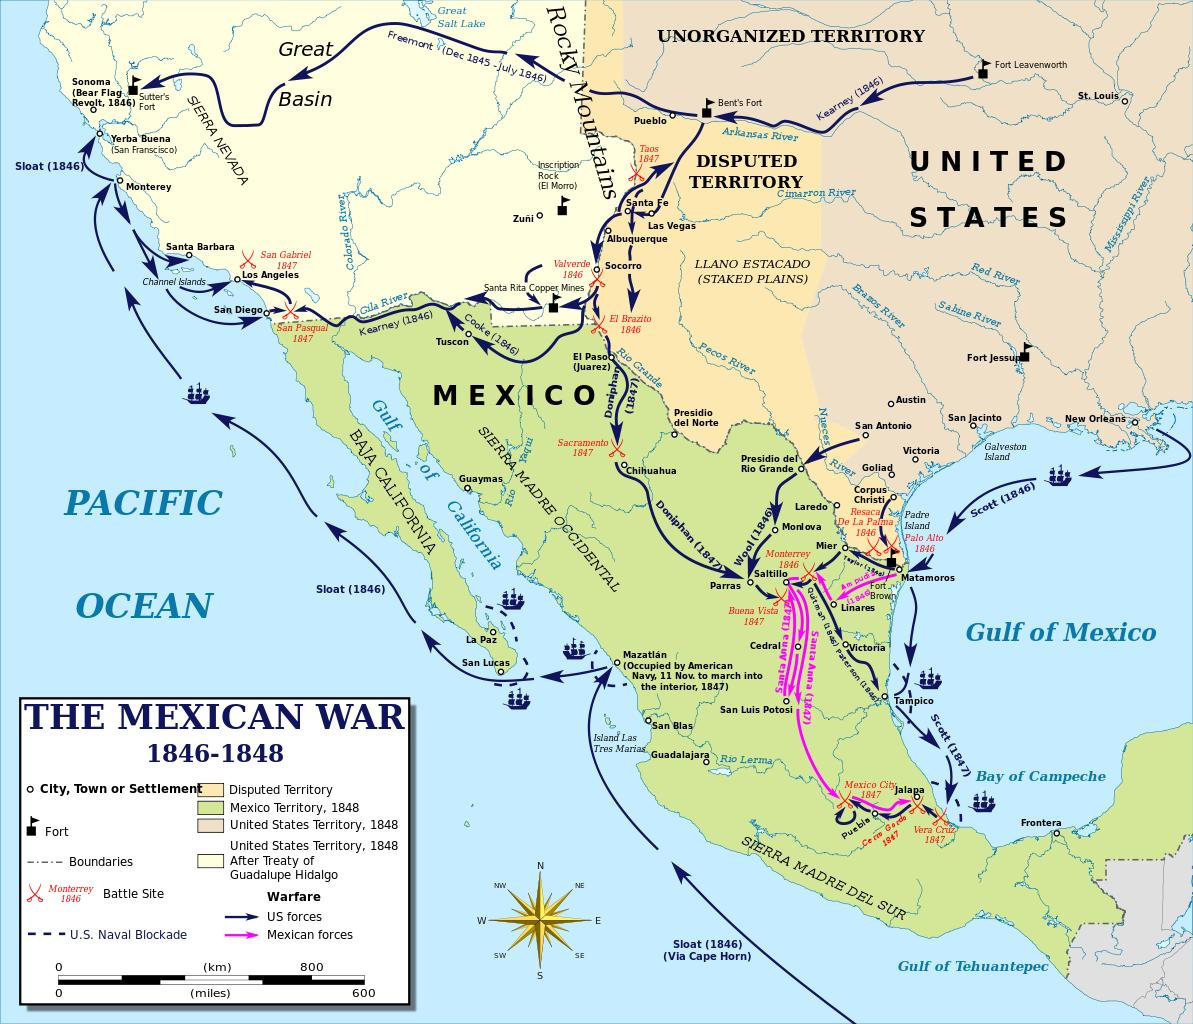 Great
Salt Lake
Rocky Mountains
UNORGANIZED TERRITORY
Great
Basin
Freemont (Dec 1845 - July 1846)
Fort Leavenworth
Sonoma
(Bear Flag
Revolt, 1846)
Sutter's
Fort
SIERRA NEVADA
Kearney (1846)
St. Louis
Bent's Fort
Pueblo
Arkansas River
Yerba Buena
(San Franscisco)
Sloat (1846)
Monterey
Taos
1847
DISPUTED
TERRITORY
UNITED
STATES
Inscription
Rock
(El Morro)
Cimarron River
Mississippi River
Zuñi
Santa Fe
Las Vegas
Albuquerque
Colorado River
Santa Barbara
San Gabriel
1847
Channel Islands
Los Angeles
Valverde
1846
Socorro
LLANO ESTACADO
(STAKED PLAINS)
Red River
Santa Rita Copper Mines
Gila River
Brazos River
Sabine River
San Diego
San Pasqual
1847
Kearney (1846)
Cooke (1846)
Tuscon
El Brazito
1846
El Paso
(Juarez)
Rio Grande
Pecos River
Fort Jessup
MEXICO
Doniphan
(1847)
Gulf of California
Austin
Presidio
del Norte
Nueces River
San Antonio
San Jacinto
New Orleans
BAJA CALIFORNIA
SIERRA MADRE OCCIDENTAL
Rio Yaqui
Sacramento
1847
Chihuahua
Presidio del
Rio Grande
Victoria
Galveston
Island
Goliad
Guaymas
Corpus
Christi
Scott (1846)
PACIFIC
OCEAN
Laredo
Resaca
De La Palma
1846
Padre
Island
Doniphan (1847)
Wool (1846)
Monlova
Mier
Palo Alto
1846
Monterrey
1846
Taylor (1846)
Saltillo
Parras
Ampudia
(1846)
Fort
Brown
Matamoros
Linares
Buena Vista
1847
Sloat (1846)
Quitman (1846)
Paterson (1846)
Santa Anna (1847)
Santa Anna (1847)
Cedral
Victoria
Gulf of Mexico
La Paz
San Lucas
Mazatlán
(Occupied by American
Navy, 11 Nov. to march into
the interior, 1847)
San Luis Potosi
Tampico
Scott (1847)
San Blas
Island Las
Tres Marias
Guadalajara
Rio Lerma
Bay of Campeche
Mexico City
1847
Jalapa
Puebla
Cerro Gordo
1847
Vera Cruz
1847
Frontera
SIERRA MADRE DEL SUR
Sloat (1846)
(Via Cape Horn)
Gulf of Tehuantepec
THE MEXICAN WAR
1846-1848
City, Town or Settlement
Fort
Boundaries
Monterrey
1846
Battle Site
U.S. Naval Blockade
Disputed Territory
Mexico Territory, 1848
United States Territory, 1848
United States Territory, 1848
After Treaty of
Guadalupe Hidalgo
Warfare
US forces
Mexican forces
0 (km) 800
0 (miles) 600
N
NW NE
W E
SW SE
S